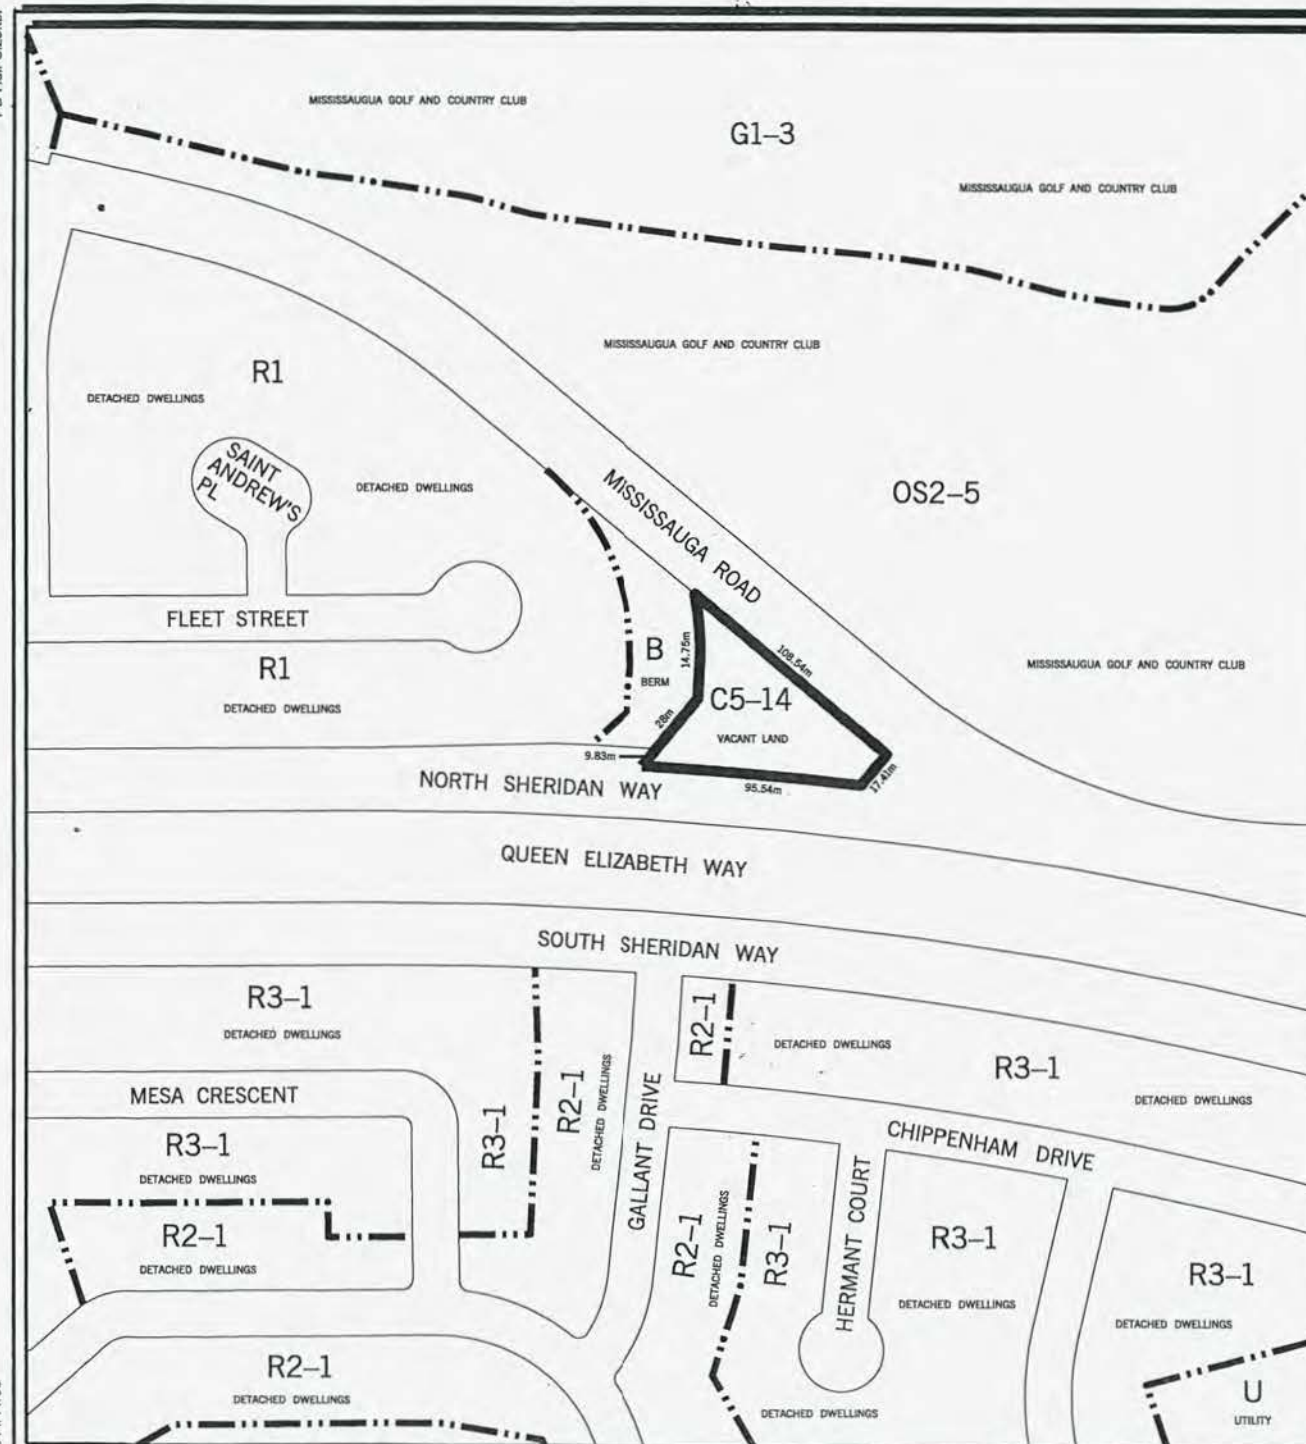 MISSISSAUGUA GOLF AND COUNTRY CLUB
G1–3
MISSISSAUGUA GOLF AND COUNTRY CLUB
MISSISSAUGUA GOLF AND COUNTRY CLUB
R1
DETACHED DWELLINGS
SAINT
ANDREW'S
PL
DETACHED DWELLINGS
MISSISSAUGA ROAD
OS2–5
FLEET STREET
R1
DETACHED DWELLINGS
B
BERM
14.75m
108.54m
MISSISSAUGUA GOLF AND COUNTRY CLUB
C5–14
VACANT LAND
28m
9.83m
95.54m
17.41m
NORTH SHERIDAN WAY
QUEEN ELIZABETH WAY
SOUTH SHERIDAN WAY
R3–1
DETACHED DWELLINGS
R2–1
DETACHED DWELLINGS
R2–1
DETACHED DWELLINGS
R3–1
DETACHED DWELLINGS
MESA CRESCENT
R3–1
DETACHED DWELLINGS
R3–1
GALLANT DRIVE
CHIPPENHAM DRIVE
R2–1
DETACHED DWELLINGS
R2–1
DETACHED DWELLINGS
R3–1
HERMANT COURT
R3–1
DETACHED DWELLINGS
R3–1
DETACHED DWELLINGS
R2–1
DETACHED DWELLINGS
DETACHED DWELLINGS
U
UTILITY